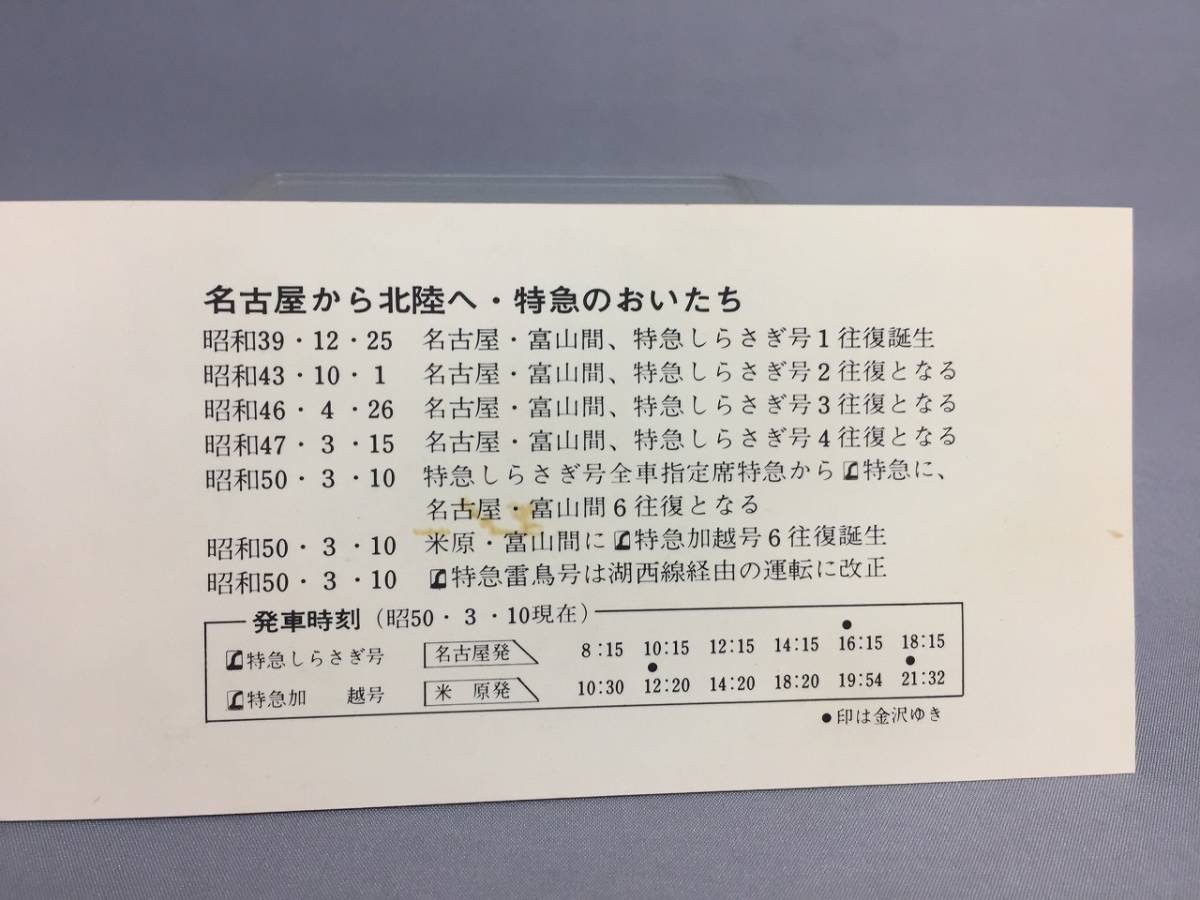 名古屋から北陸へ・特急のおいたち
昭和39・12・25 名古屋・富山間、特急しらさぎ号1往復誕生
昭和43・10・1 名古屋・富山間、特急しらさぎ号2往復となる
昭和46・4・26 名古屋・富山間、特急しらさぎ号3往復となる
昭和47・3・15 名古屋・富山間、特急しらさぎ号4往復となる
昭和50・3・10 特急しらさぎ号全車指定席特急からL特急に、
名古屋・富山間6往復となる
昭和50・3・10 米原・富山間にL特急加越号6往復誕生
昭和50・3・10 L特急雷鳥号は湖西線経由の運転に改正
発車時刻(昭50・3・10現在)
●
L特急しらさぎ号 名古屋発 8:15 10:15 12:15 14:15 16:15 18:15
● ●
L特急加 越号 米 原発 10:30 12:20 14:20 18:20 19:54 21:32
●印は金沢ゆき